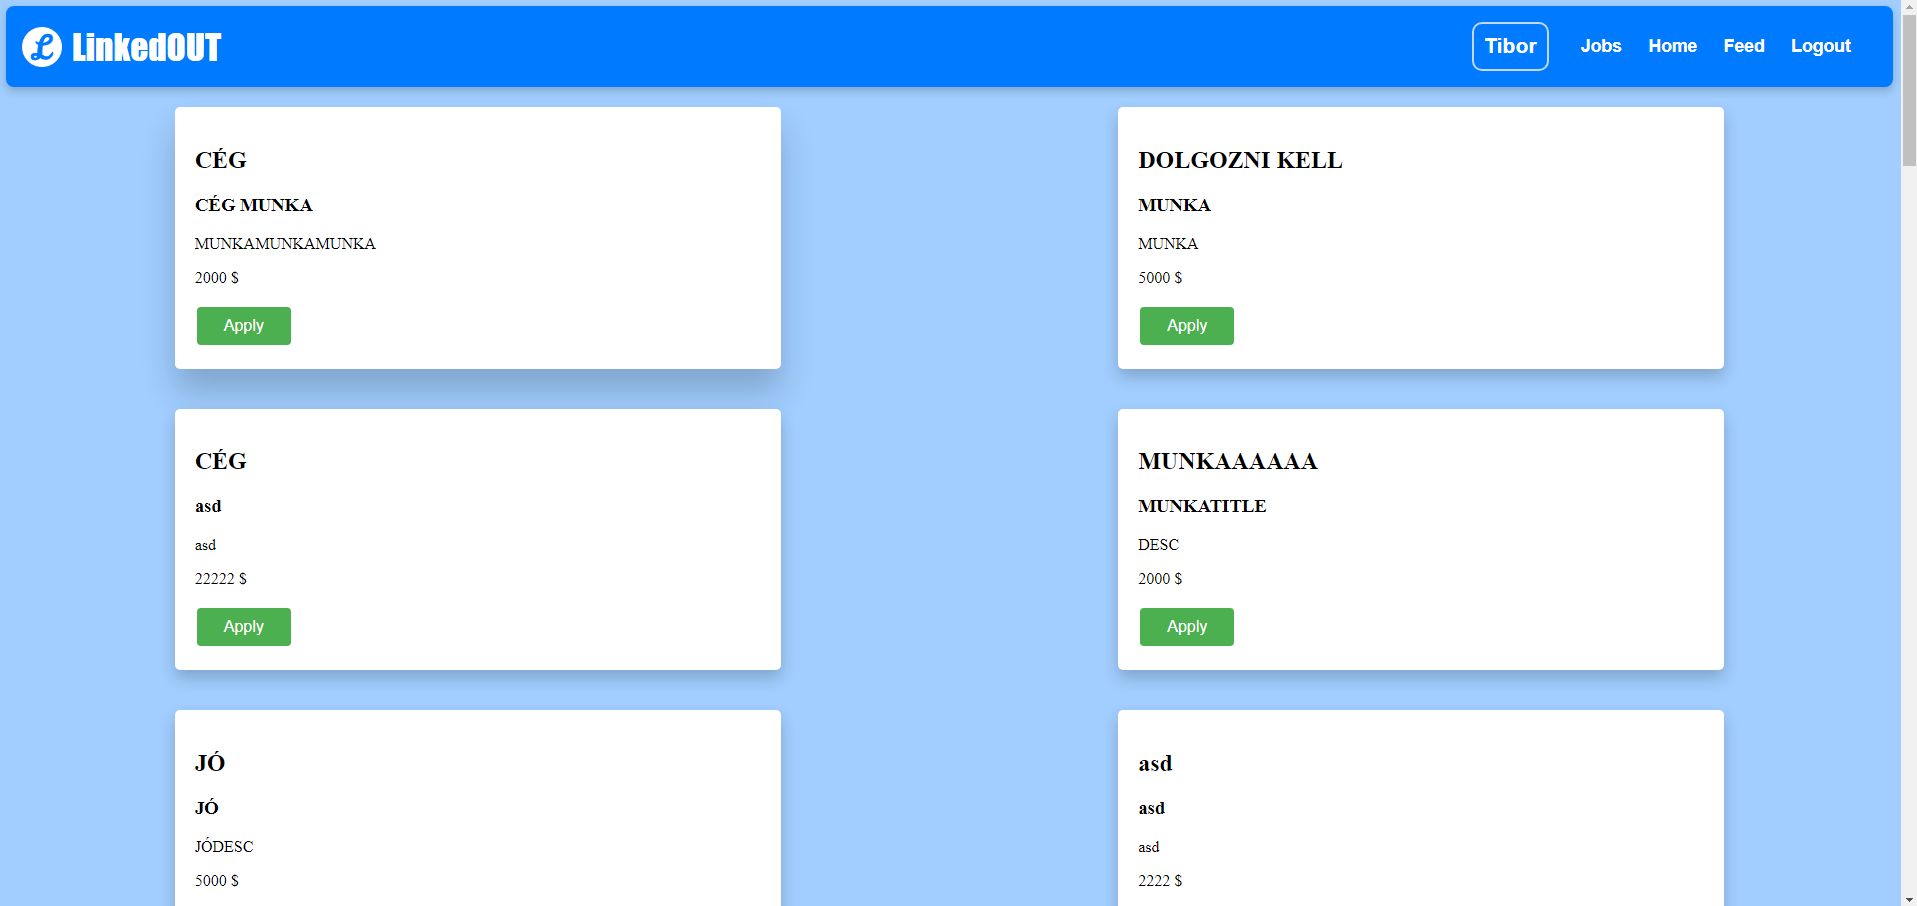 L LinkedOUT
Tibor Jobs Home Feed Logout
CÉG
CÉG MUNKA
MUNKAMUNKAMUNKA
2000 $
Apply
DOLGOZNI KELL
MUNKA
MUNKA
5000 $
Apply
CÉG
asd
asd
22222 $
Apply
MUNKAAAAAA
MUNKATITLE
DESC
2000 $
Apply
JÓ
JÓ
JÓDESC
5000 $
asd
asd
asd
2222 $